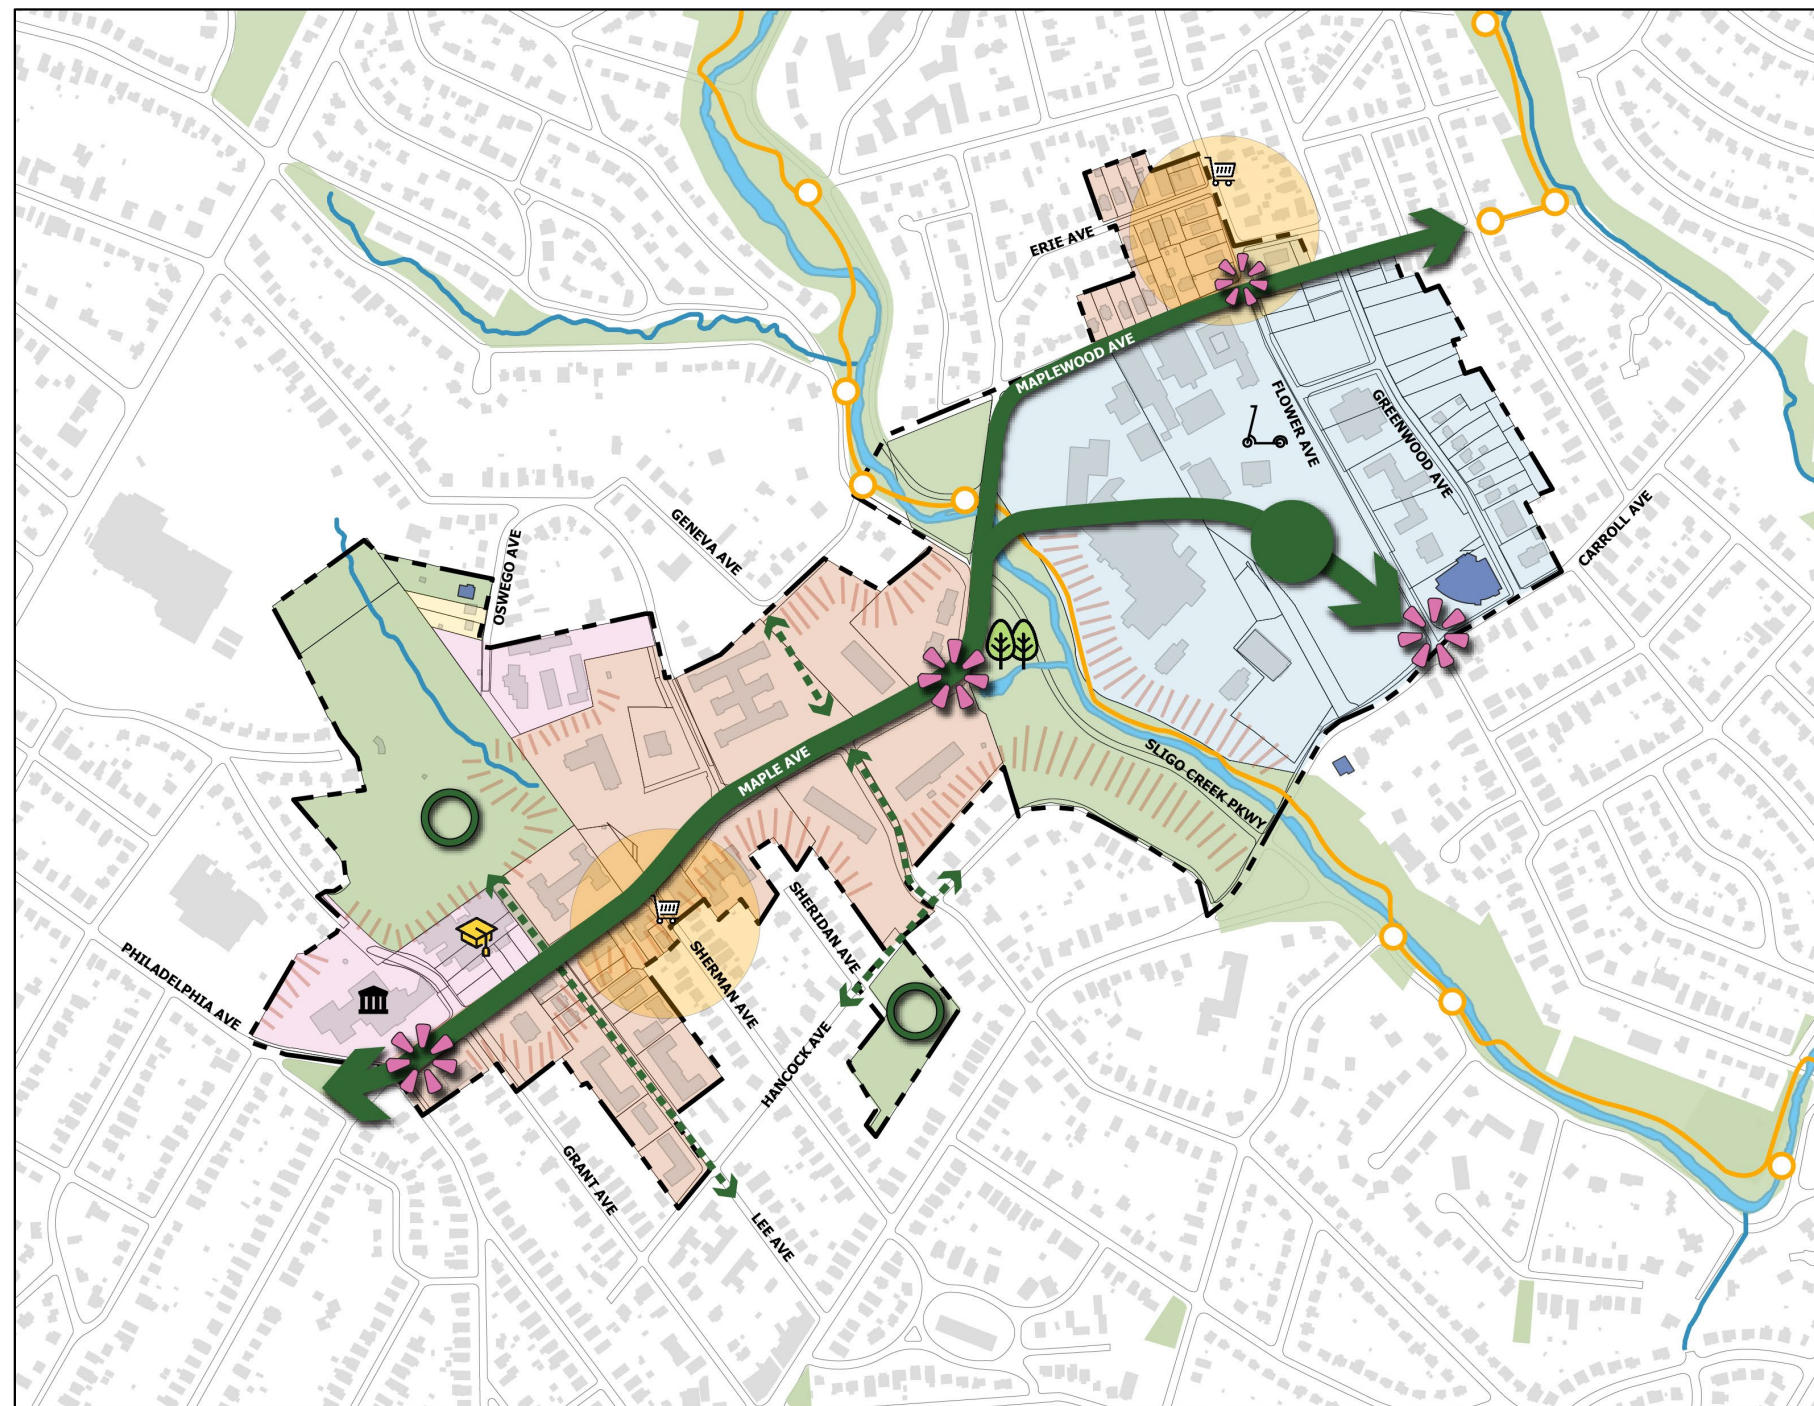 ERIE AVE
MAPLEWOOD AVE
FLOWER AVE
GREENWOOD AVE
CARROLL AVE
GENEVA AVE
OSWEGO AVE
MAPLE AVE
SLIGO CREEK PKWY
SHERIDAN AVE
SHERMAN AVE
PHILADELPHIA AVE
HANCOCK AVE
GRANT AVE
LEE AVE